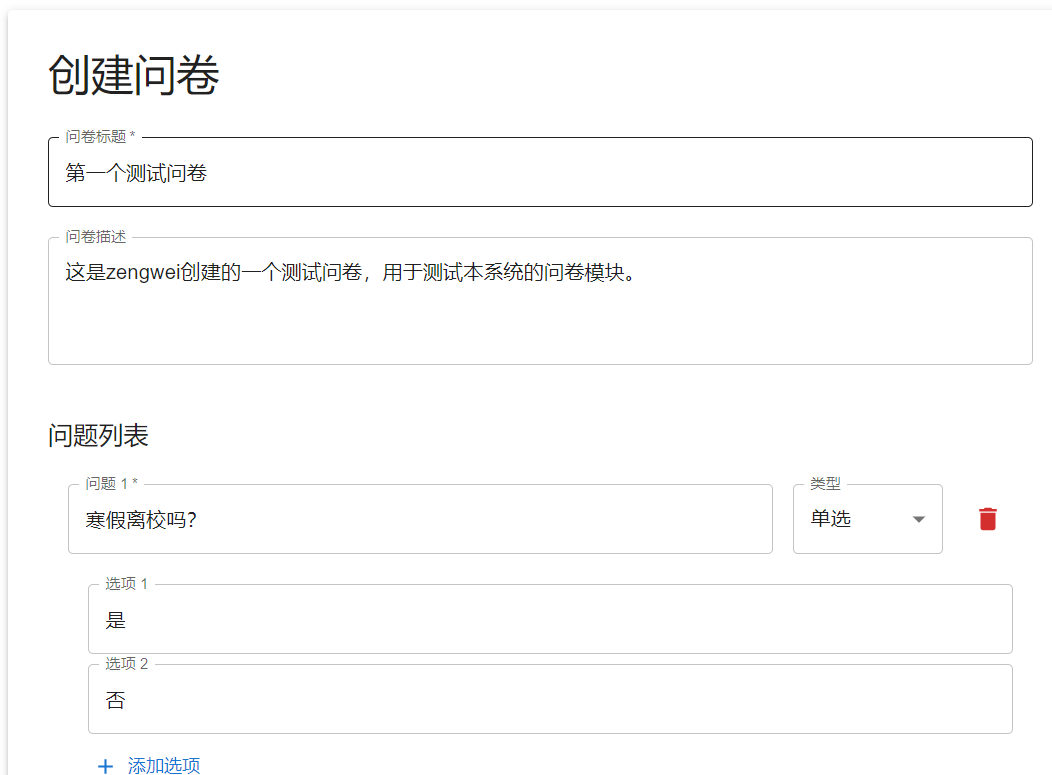 创建问卷
问卷标题 *
第一个测试问卷
问卷描述
这是zengwei创建的一个测试问卷，用于测试本系统的问卷模块。
问题列表
问题 1 *
寒假离校吗？
类型
单选
选项 1
是
选项 2
否
+ 添加选项